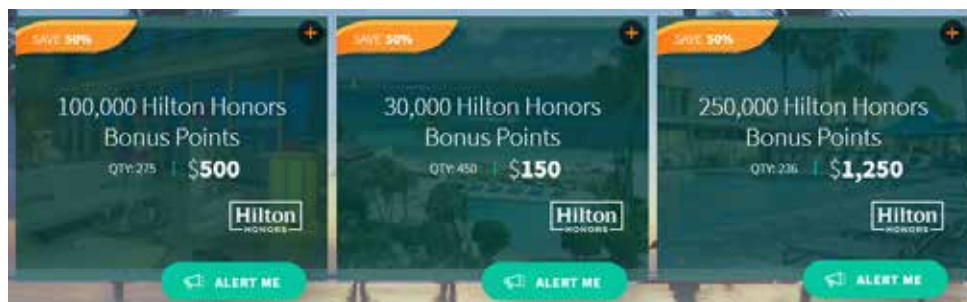 SAVE 50%
100,000 Hilton Honors
Bonus Points
QTY: 275 | $500
Hilton
HONORS
ALERT ME
SAVE 50%
30,000 Hilton Honors
Bonus Points
QTY: 450 | $150
Hilton
HONORS
ALERT ME
SAVE 50%
250,000 Hilton Honors
Bonus Points
QTY: 236 | $1,250
Hilton
HONORS
ALERT ME